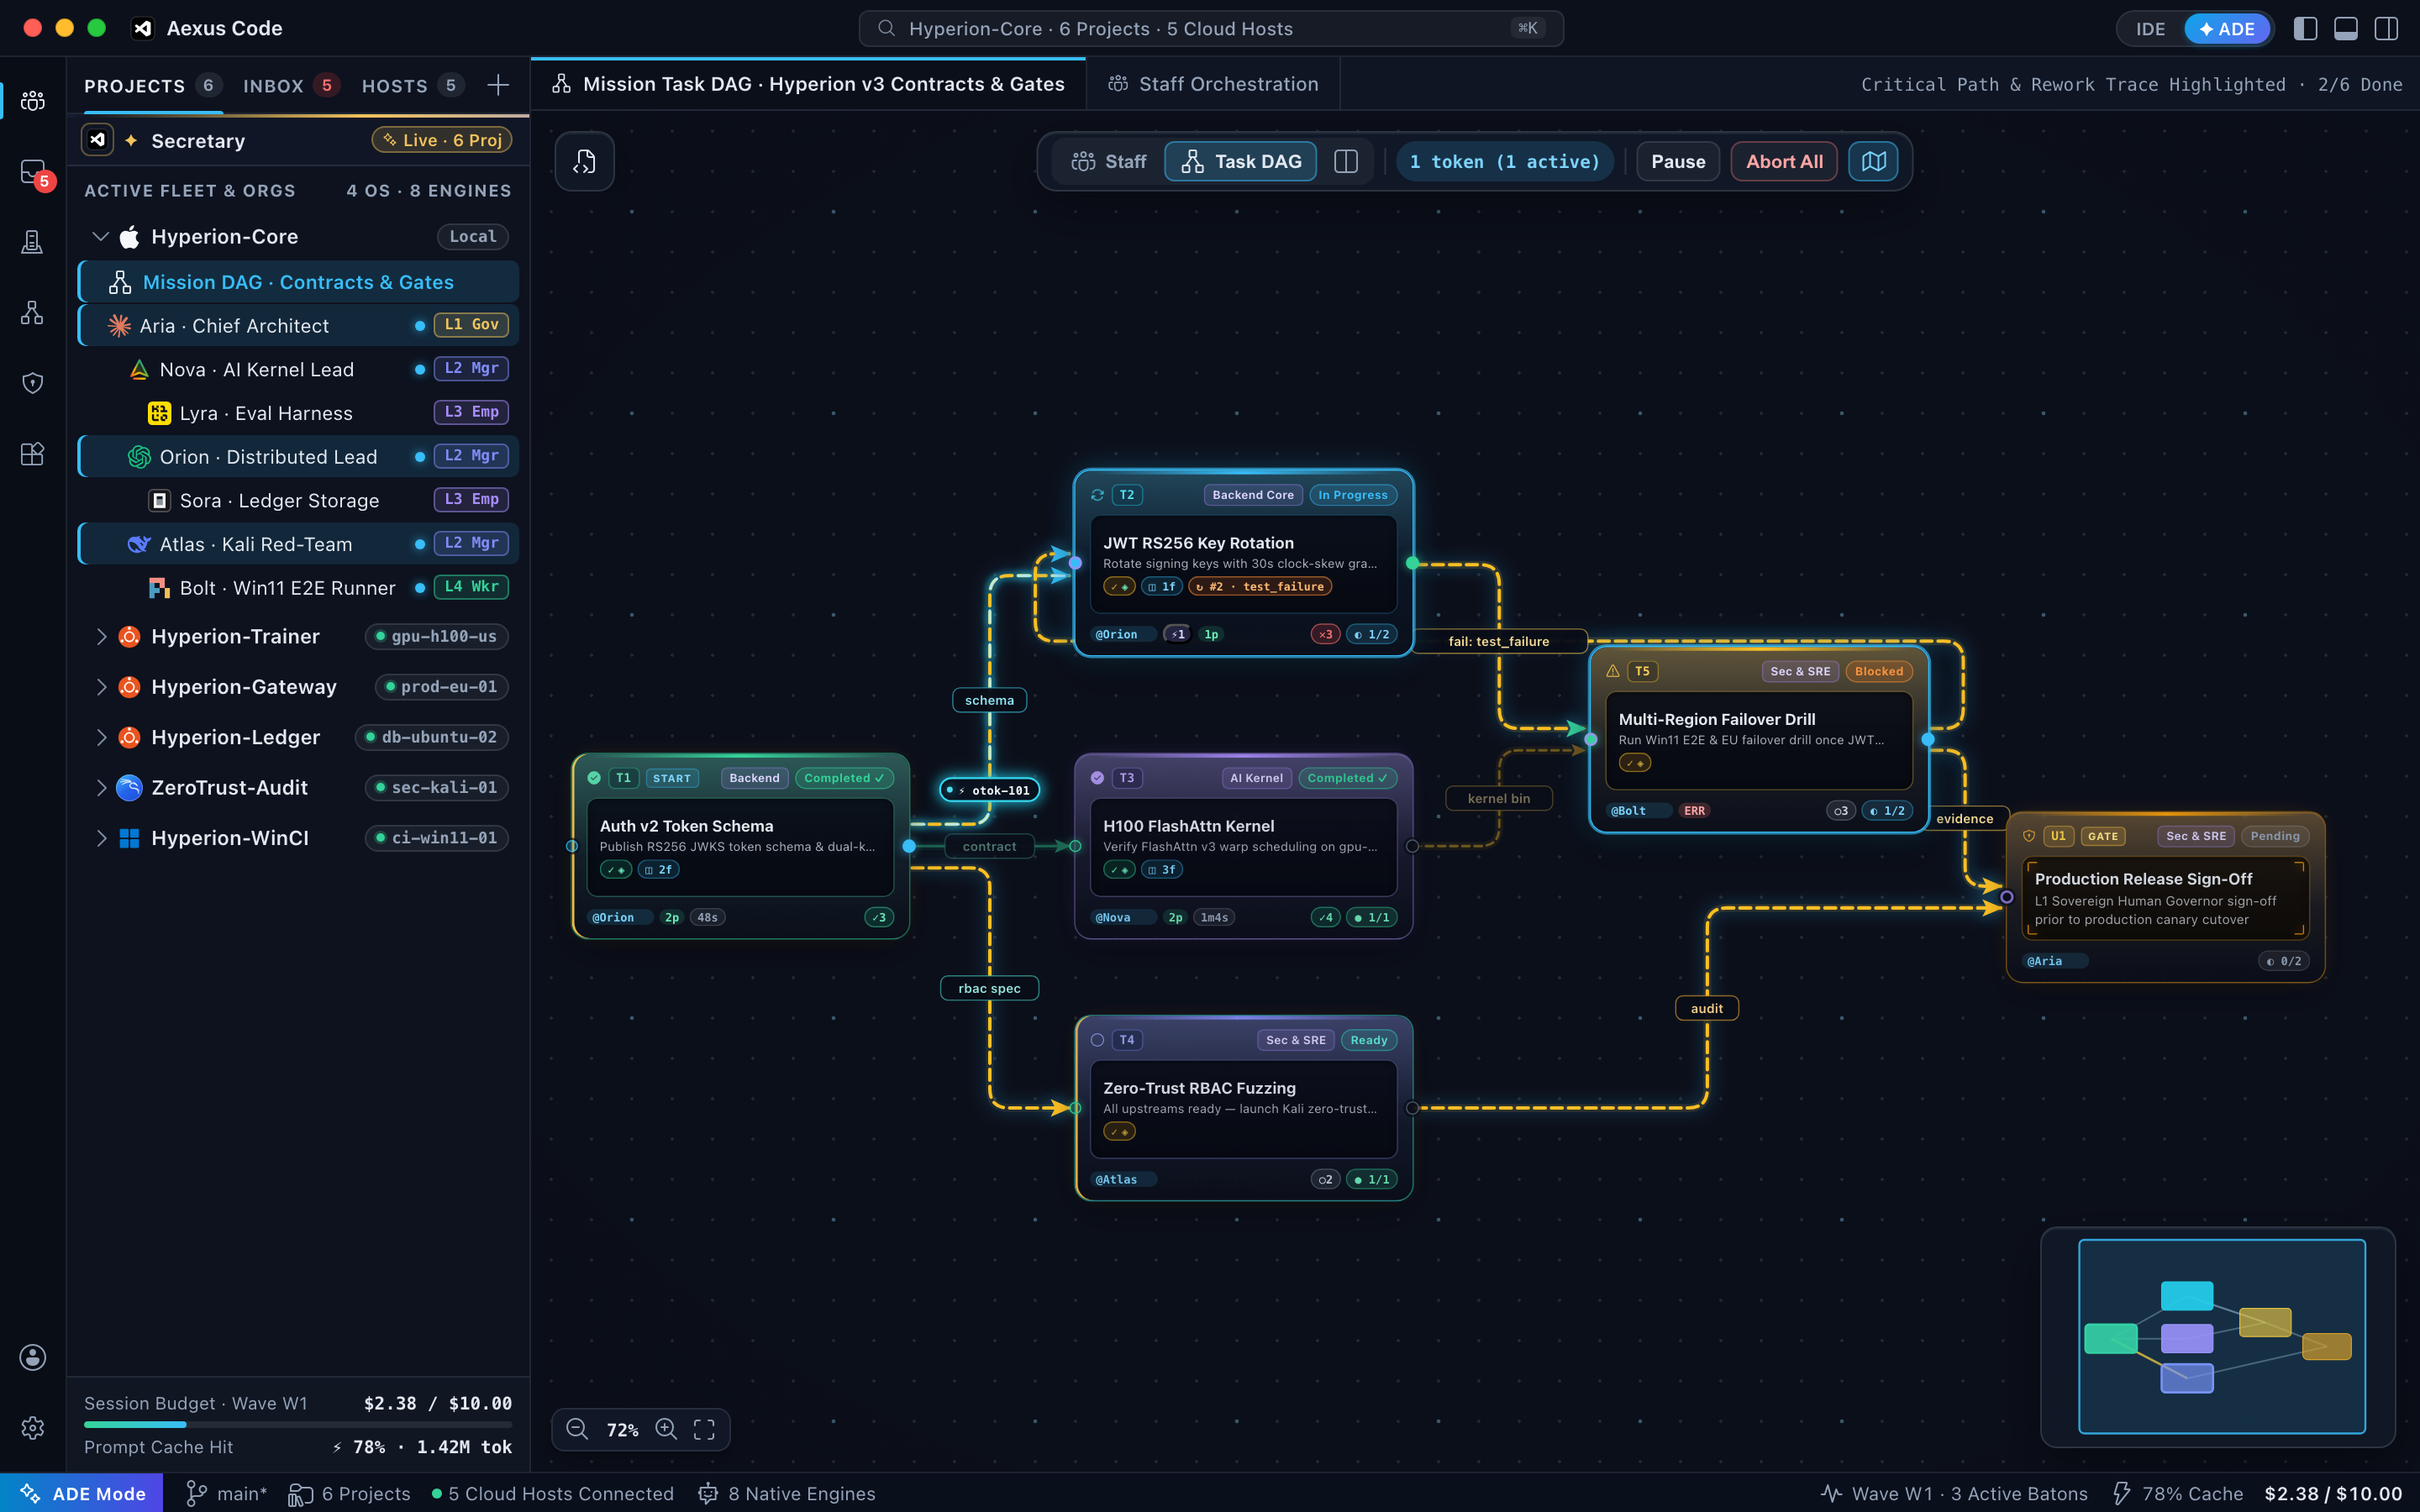 Aexus Code
Hyperion-Core · 6 Projects · 5 Cloud Hosts
⌘K
IDE
ADE
PROJECTS 6
INBOX 5
HOSTS 5
Mission Task DAG · Hyperion v3 Contracts & Gates
Staff Orchestration
Critical Path & Rework Trace Highlighted · 2/6 Done
5
Secretary
Live · 6 Proj
ACTIVE FLEET & ORGS
4 OS · 8 ENGINES
Hyperion-Core
Local
Mission DAG · Contracts & Gates
Aria · Chief Architect
L1 Gov
Nova · AI Kernel Lead
L2 Mgr
Lyra · Eval Harness
L3 Emp
Orion · Distributed Lead
L2 Mgr
Sora · Ledger Storage
L3 Emp
Atlas · Kali Red-Team
L2 Mgr
Bolt · Win11 E2E Runner
L4 Wkr
Hyperion-Trainer
gpu-h100-us
Hyperion-Gateway
prod-eu-01
Hyperion-Ledger
db-ubuntu-02
ZeroTrust-Audit
sec-kali-01
Hyperion-WinCI
ci-win11-01
Session Budget · Wave W1
$2.38 / $10.00
Prompt Cache Hit
⚡ 78% · 1.42M tok
Staff
Task DAG
1 token (1 active)
Pause
Abort All
T2
Backend Core
In Progress
JWT RS256 Key Rotation
Rotate signing keys with 30s clock-skew gra...
1f
↻ #2 · test_failure
@Orion
⚡1
1p
×3
1/2
fail: test_failure
schema
T5
Sec & SRE
Blocked
Multi-Region Failover Drill
Run Win11 E2E & EU failover drill once JWT...
@Bolt
ERR
○3
1/2
T1
START
Backend
Completed ✓
Auth v2 Token Schema
Publish RS256 JWKS token schema & dual-k...
2f
@Orion
2p
48s
✓3
⚡ otok-101
contract
T3
AI Kernel
Completed ✓
H100 FlashAttn Kernel
Verify FlashAttn v3 warp scheduling on gpu-...
3f
@Nova
2p
1m4s
✓4
1/1
kernel bin
evidence
U1
GATE
Sec & SRE
Pending
Production Release Sign-Off
L1 Sovereign Human Governor sign-off
prior to production canary cutover
@Aria
0/2
rbac spec
audit
T4
Sec & SRE
Ready
Zero-Trust RBAC Fuzzing
All upstreams ready — launch Kali zero-trust...
@Atlas
○2
1/1
72%
ADE Mode
main*
6 Projects
5 Cloud Hosts Connected
8 Native Engines
Wave W1 · 3 Active Batons
78% Cache
$2.38 / $10.00